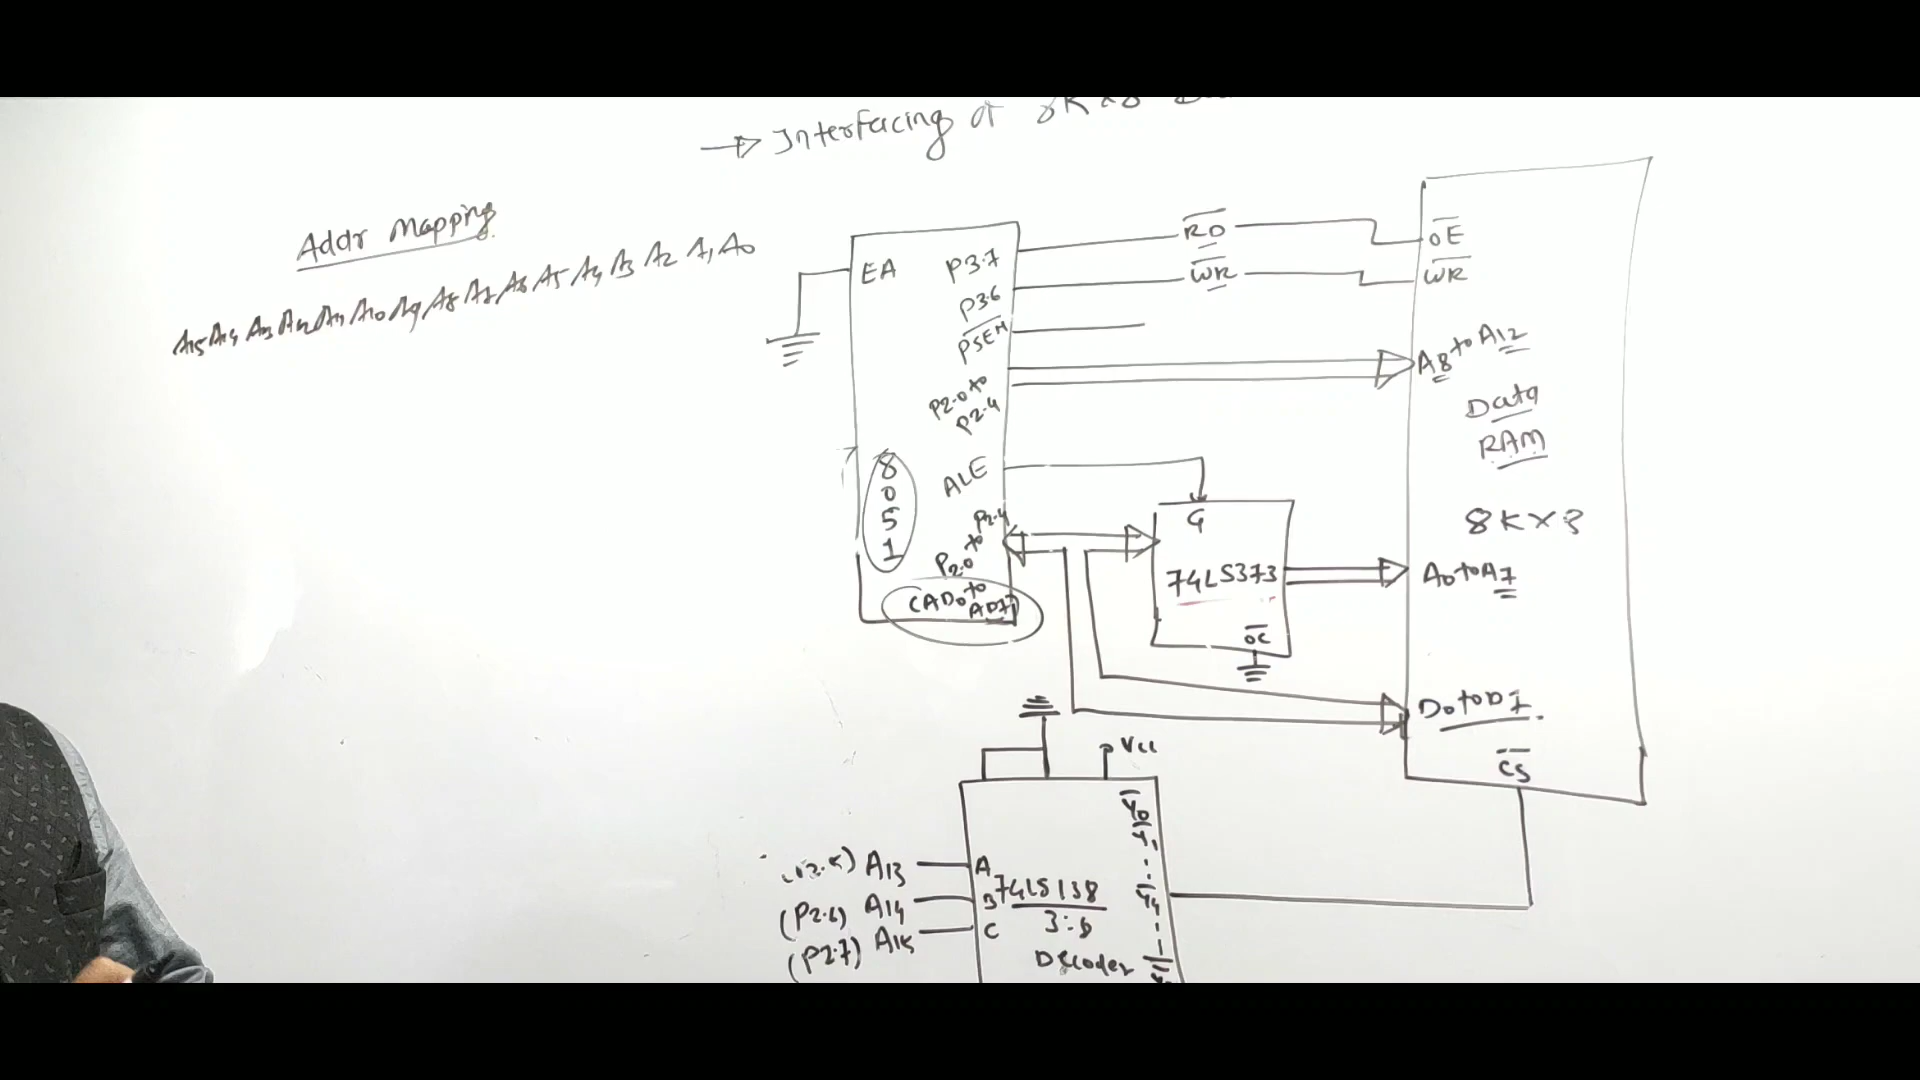 → Interfacing of 8K×8
Addr Mapping
A15 A14 A13 A12 A11 A10 A9 A8 A7 A6 A5 A4 A3 A2 A1 A0
EA
P3.7
P3.6
PSEN
P2.0 to
P2.4
ALE
8
0
5
1
P2.0 to P2.4
(AD0 to
AD7)
RD
WR
G
74LS373
OC
OE
WR
A8 to A12
Data
RAM
8K×8
A0 to A7
D0 to D7
CS
Vcc
A13 A
(P2.6) A14 B
(P2.7) A15 C
74LS138
3:8
Decoder
Y0
Y1
Y4